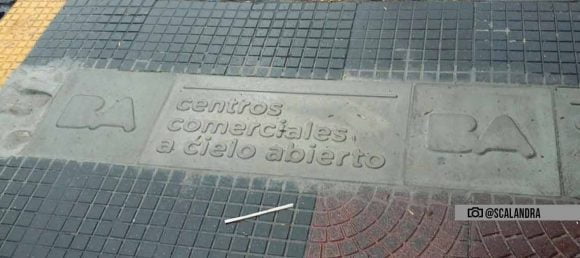 BA
centros
comerciales
a cielo abierto
BA
@SCALANDRA